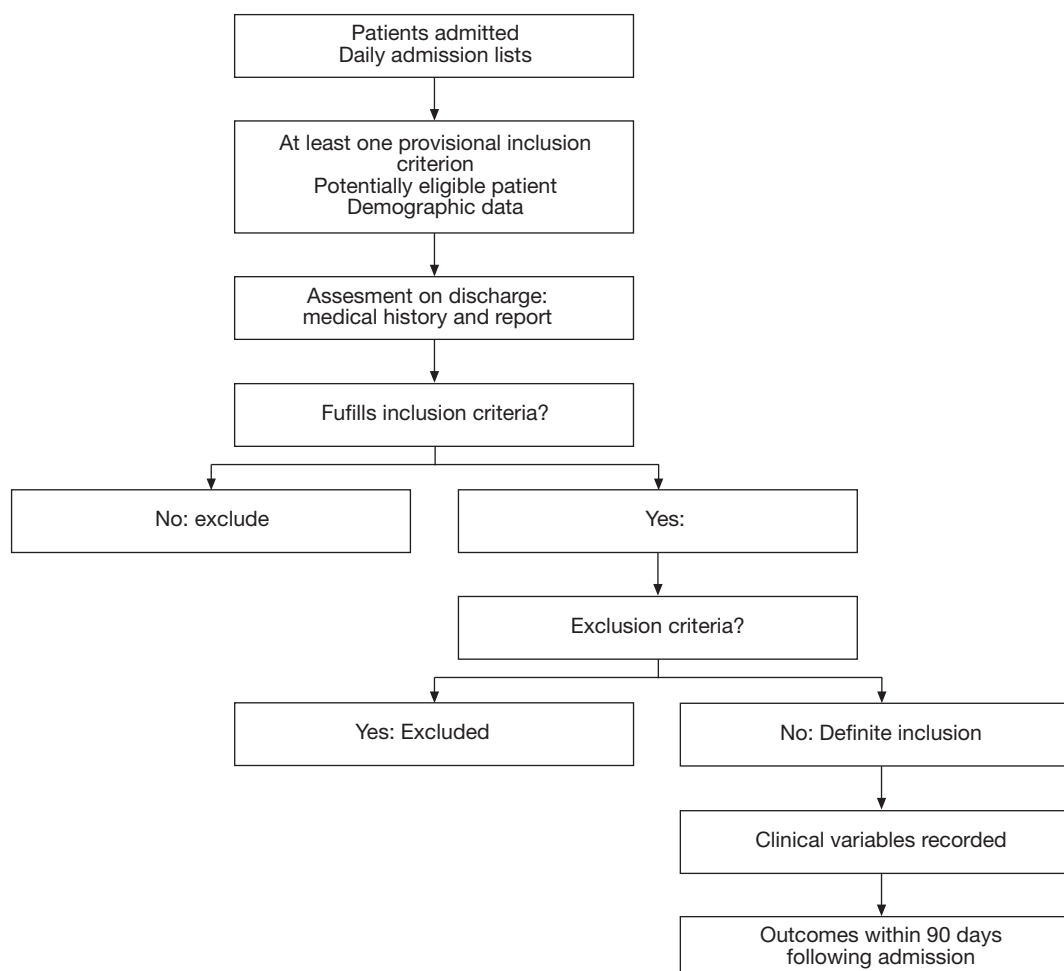 Patients admitted
Daily admission lists
At least one provisional inclusion
criterion
Potentially eligible patient
Demographic data
Assesment on discharge:
medical history and report
Fufills inclusion criteria?
No: exclude
Yes:
Exclusion criteria?
Yes: Excluded
No: Definite inclusion
Clinical variables recorded
Outcomes within 90 days
following admission